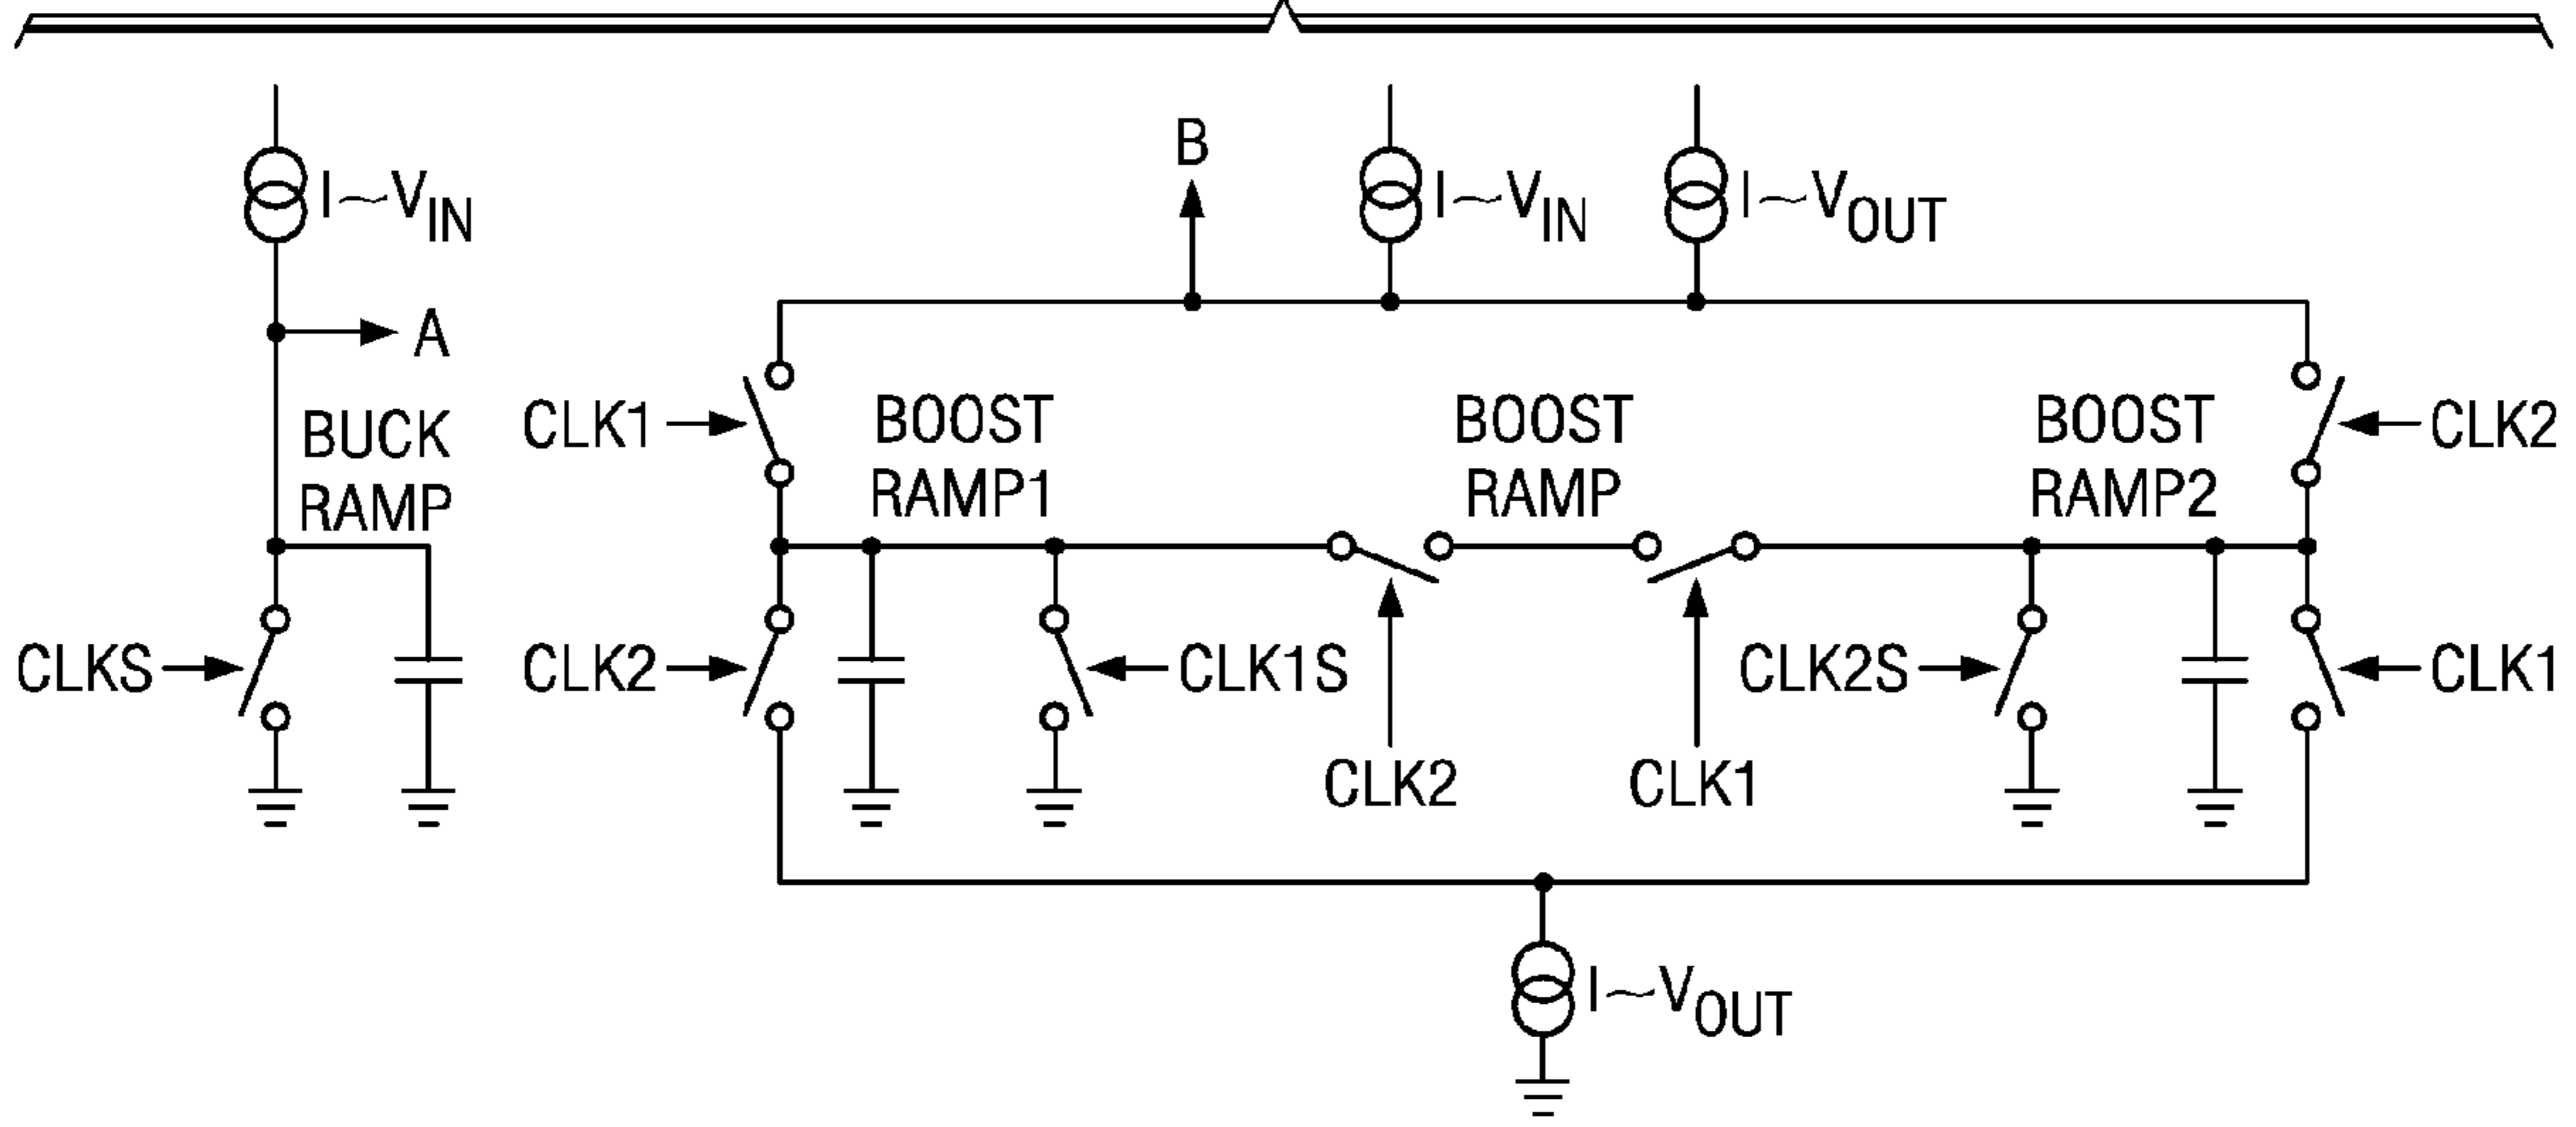 B
I~VIN
I~VIN
I~VOUT
A
BUCK
RAMP
CLK1
BOOST
RAMP1
BOOST
RAMP
BOOST
RAMP2
CLK2
CLKS
CLK2
CLK1S
CLK2S
CLK1
CLK2
CLK1
I~VOUT